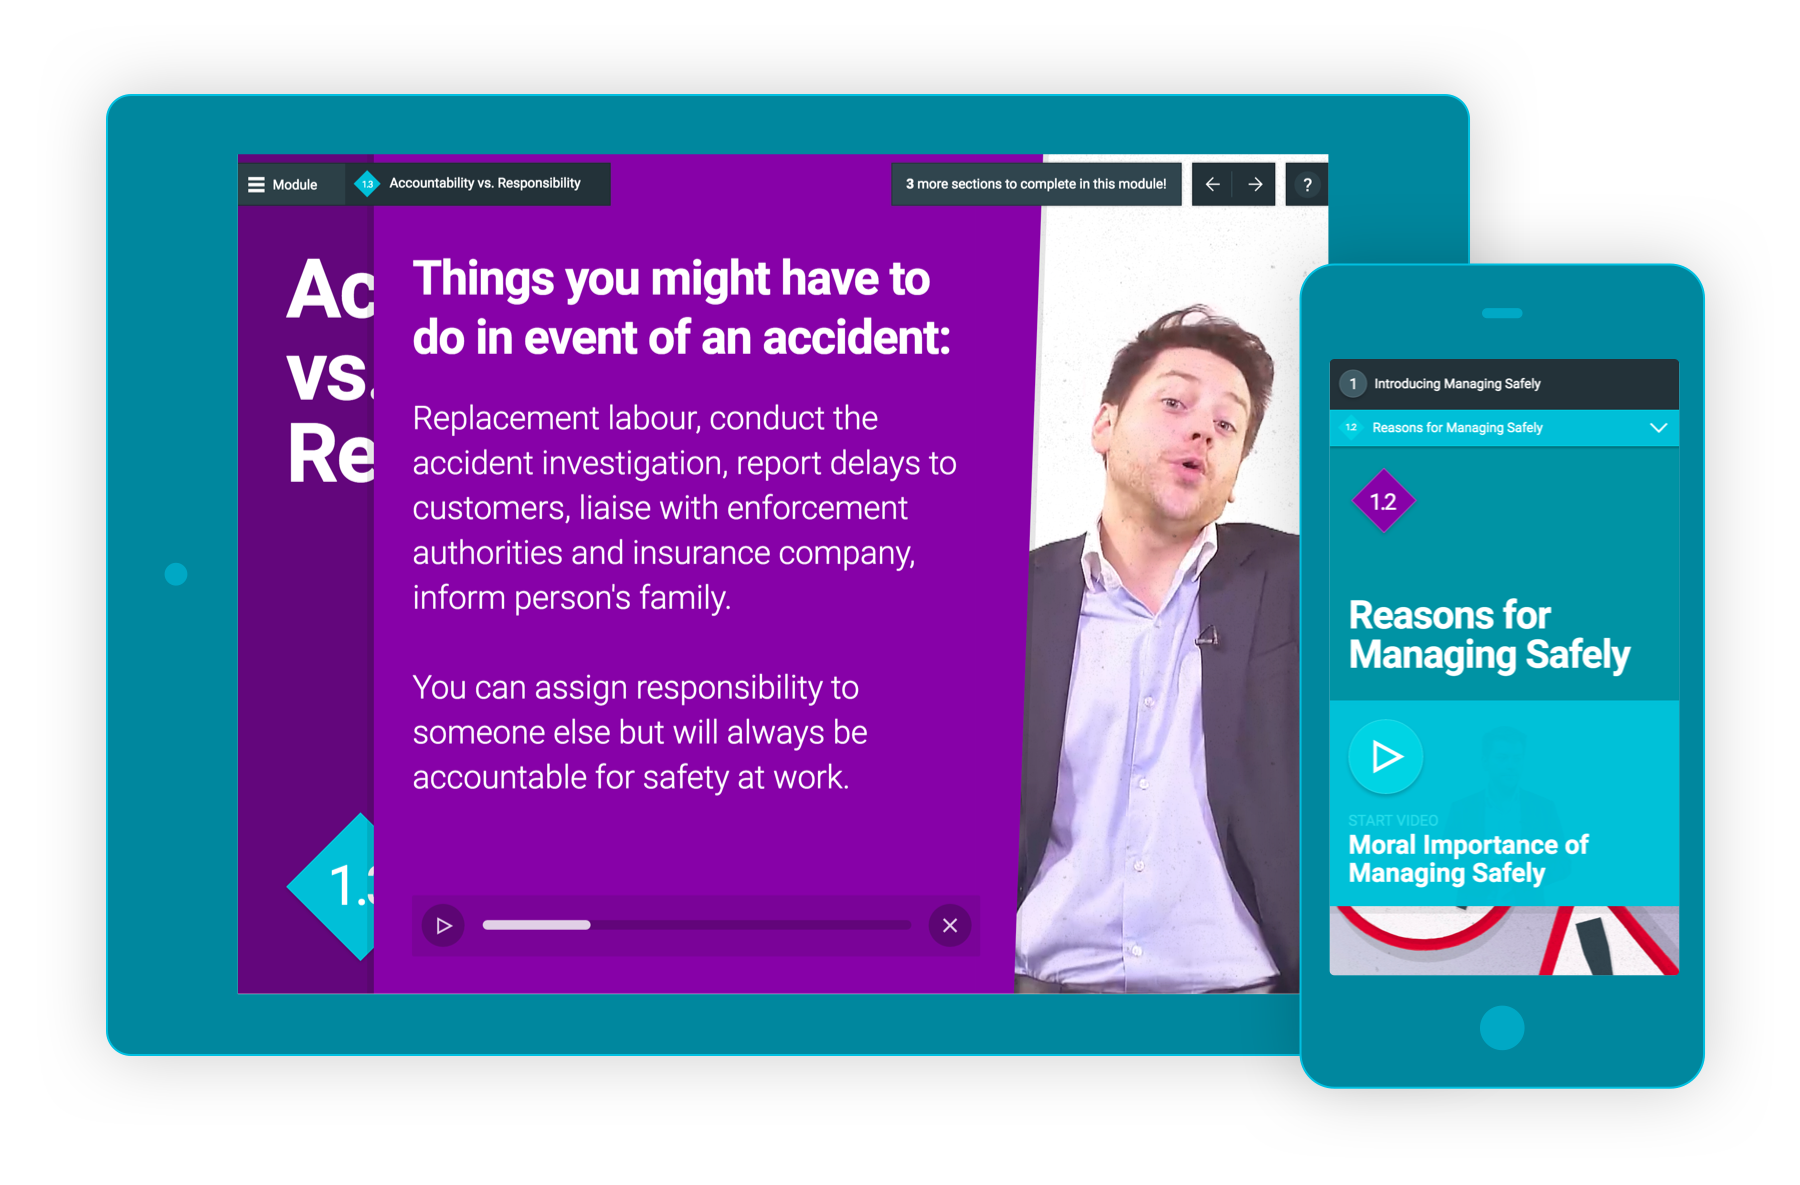 Module
1.3
Accountability vs. Responsibility
3 more sections to complete in this module!
?
Ac
vs.
Re
1.3
Things you might have to
do in event of an accident:
Replacement labour, conduct the
accident investigation, report delays to
customers, liaise with enforcement
authorities and insurance company,
inform person's family.
You can assign responsibility to
someone else but will always be
accountable for safety at work.
1 Introducing Managing Safely
1.2 Reasons for Managing Safely
1.2
Reasons for
Managing Safely
START VIDEO
Moral Importance of
Managing Safely